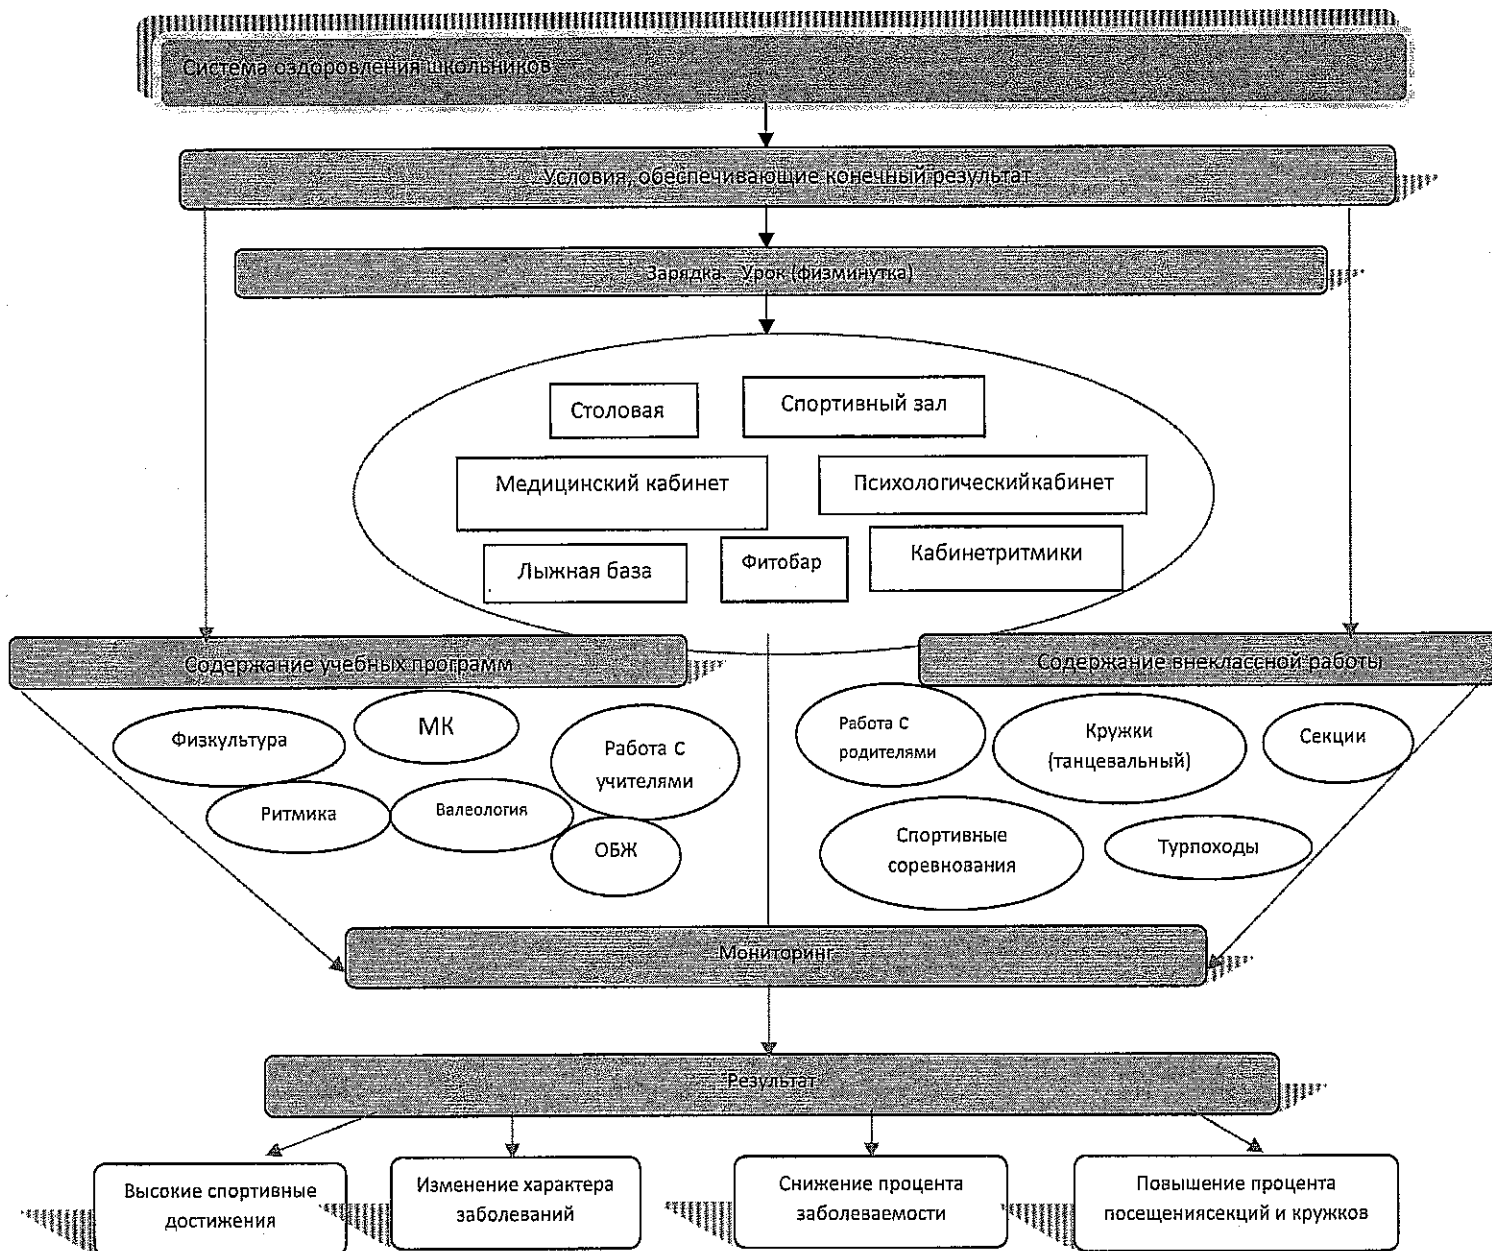 Система оздоровления школьников
Условия, обеспечивающие конечный результат
Зарядка. Урок (физминутка)
Столовая
Спортивный зал
Медицинский кабинет
Психологическийкабинет
Лыжная база
Фитобар
Кабинетритмики
Содержание учебных программ
Содержание внеклассной работы
Физкультура
МК
Работа С
учителями
Ритмика
Валеология
ОБЖ
Работа С
родителями
Кружки
(танцевальный)
Секции
Спортивные
соревнования
Турпоходы
Мониторинг
Результат
Высокие спортивные
достижения
Изменение характера
заболеваний
Снижение процента
заболеваемости
Повышение процента
посещениясекций и кружков